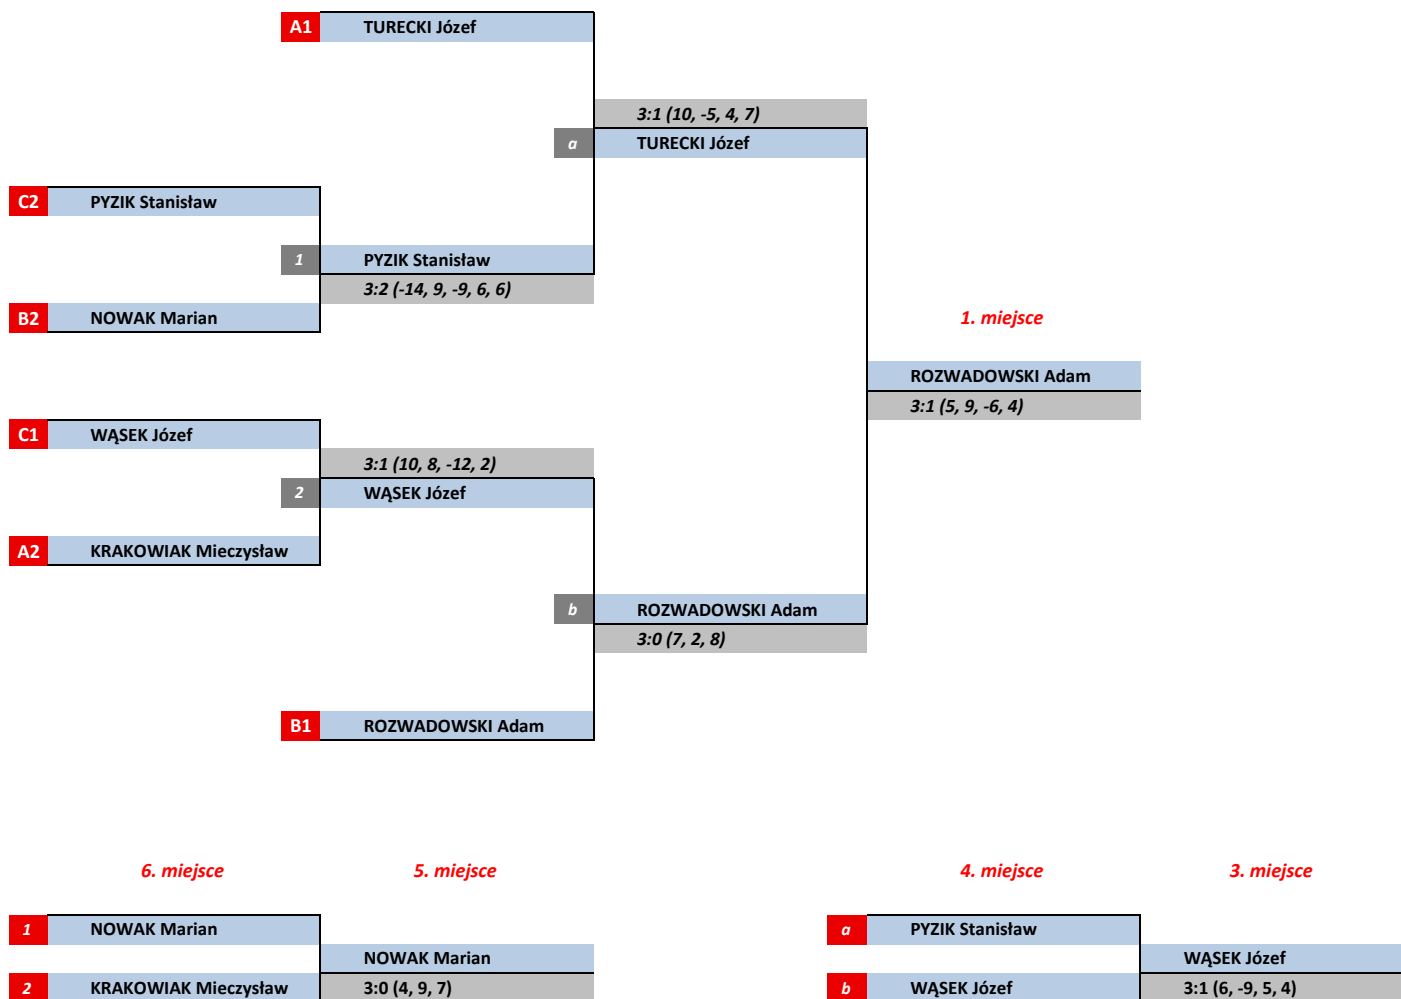 A1 TURECKI Józef
3:1 (10, -5, 4, 7)
a TURECKI Józef
C2 PYZIK Stanisław
1 PYZIK Stanisław
3:2 (-14, 9, -9, 6, 6)
B2 NOWAK Marian
1. miejsce
ROZWADOWSKI Adam
3:1 (5, 9, -6, 4)
C1 WĄSEK Józef
3:1 (10, 8, -12, 2)
2 WĄSEK Józef
A2 KRAKOWIAK Mieczysław
b ROZWADOWSKI Adam
3:0 (7, 2, 8)
B1 ROZWADOWSKI Adam
6. miejsce 5. miejsce 4. miejsce 3. miejsce
1 NOWAK Marian a PYZIK Stanisław
NOWAK Marian WĄSEK Józef
2 KRAKOWIAK Mieczysław 3:0 (4, 9, 7) b WĄSEK Józef 3:1 (6, -9, 5, 4)